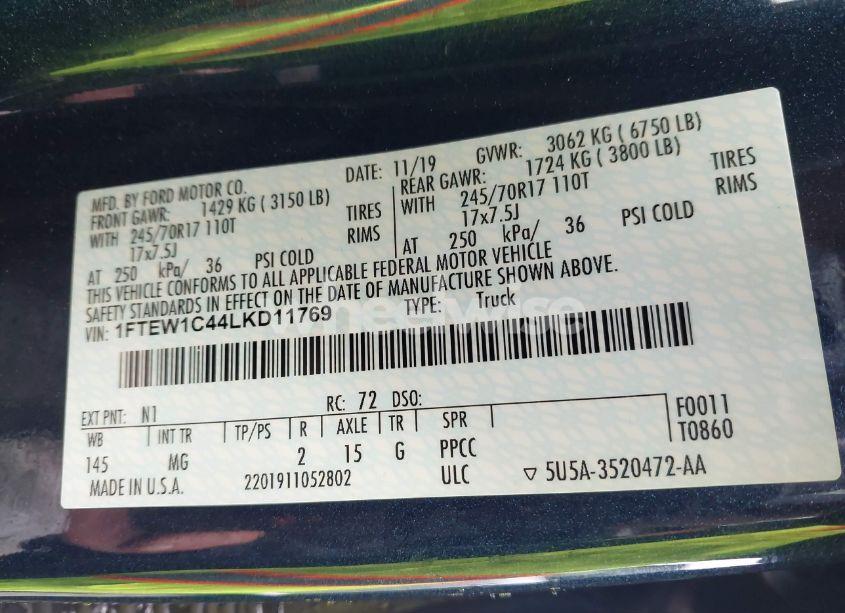 MFD. BY FORD MOTOR CO. DATE: 11/19 GVWR: 3062 KG ( 6750 LB)
FRONT GAWR: 1429 KG ( 3150 LB) REAR GAWR: 1724 KG ( 3800 LB)
WITH 245/70R17 110T TIRES WITH 245/70R17 110T TIRES
17x7.5J RIMS 17x7.5J RIMS
AT 250 kPa/ 36 PSI COLD AT 250 kPa/ 36 PSI COLD
THIS VEHICLE CONFORMS TO ALL APPLICABLE FEDERAL MOTOR VEHICLE
SAFETY STANDARDS IN EFFECT ON THE DATE OF MANUFACTURE SHOWN ABOVE.
VIN: 1FTEW1C44LKD11769 TYPE: Truck
wheelwise
EXT PNT: N1 RC: 72 DSO: F0011
WB INT TR TP/PS R AXLE TR SPR T0860
145 MG 2 15 G PPCC
MADE IN U.S.A. 2201911052802 ULC ▽ 5U5A-3520472-AA